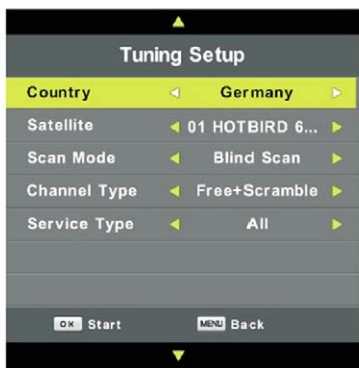 Tuning Setup
Country Germany
Satellite 01 HOTBIRD 6...
Scan Mode Blind Scan
Channel Type Free+Scramble
Service Type All
OK Start MENU Back